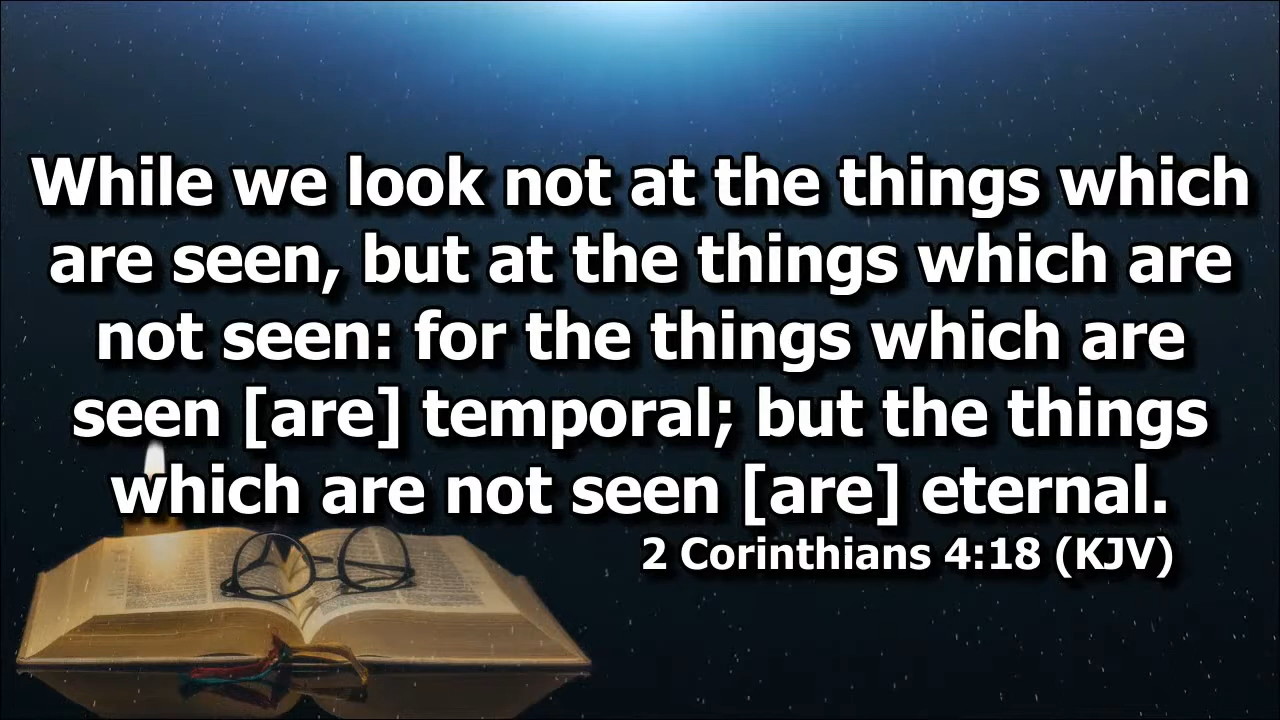 While we look not at the things which
are seen, but at the things which are
not seen: for the things which are
seen [are] temporal; but the things
which are not seen [are] eternal.
2 Corinthians 4:18 (KJV)